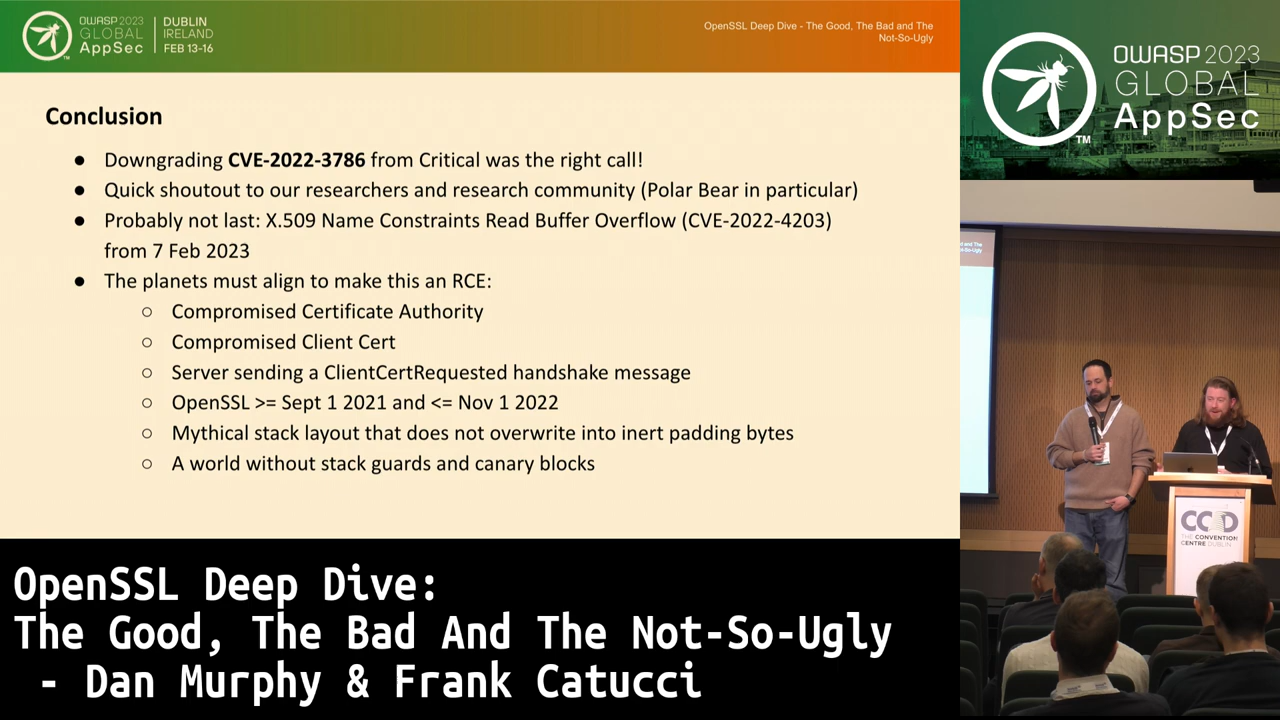 OWASP 2023
GLOBAL
AppSec
TM
DUBLIN
IRELAND
FEB 13-16
OpenSSL Deep Dive - The Good, The Bad and The
Not-So-Ugly
Conclusion
● Downgrading CVE-2022-3786 from Critical was the right call!
● Quick shoutout to our researchers and research community (Polar Bear in particular)
● Probably not last: X.509 Name Constraints Read Buffer Overflow (CVE-2022-4203)
from 7 Feb 2023
● The planets must align to make this an RCE:
○ Compromised Certificate Authority
○ Compromised Client Cert
○ Server sending a ClientCertRequested handshake message
○ OpenSSL >= Sept 1 2021 and <= Nov 1 2022
○ Mythical stack layout that does not overwrite into inert padding bytes
○ A world without stack guards and canary blocks
OpenSSL Deep Dive:
The Good, The Bad And The Not-So-Ugly
- Dan Murphy & Frank Catucci
OWASP 2023
GLOBAL
AppSec
TM
d and The
So-Ugly
CCD
THE CONVENTION
CENTRE DUBLIN